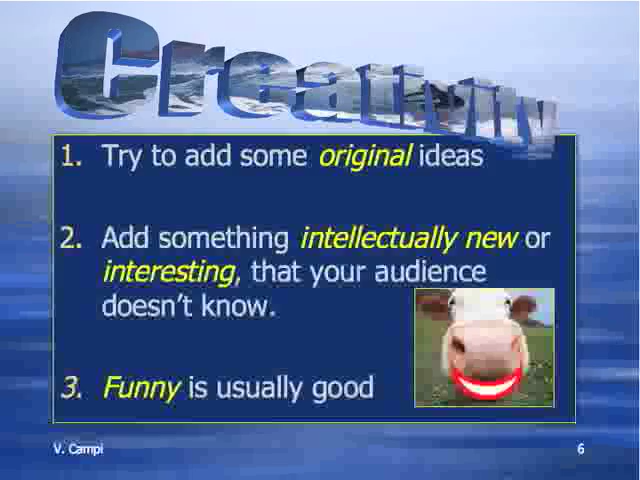 Creativity
1. Try to add some original ideas
2. Add something intellectually new or
interesting, that your audience
doesn't know.
3. Funny is usually good
V. Campi
6